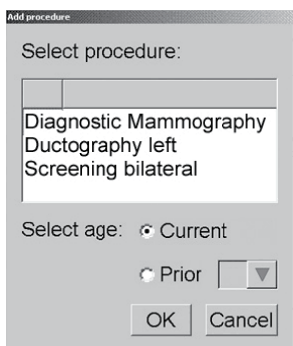 Add procedure
Select procedure:
Diagnostic Mammography
Ductography left
Screening bilateral
Select age: Current
Prior
OK Cancel